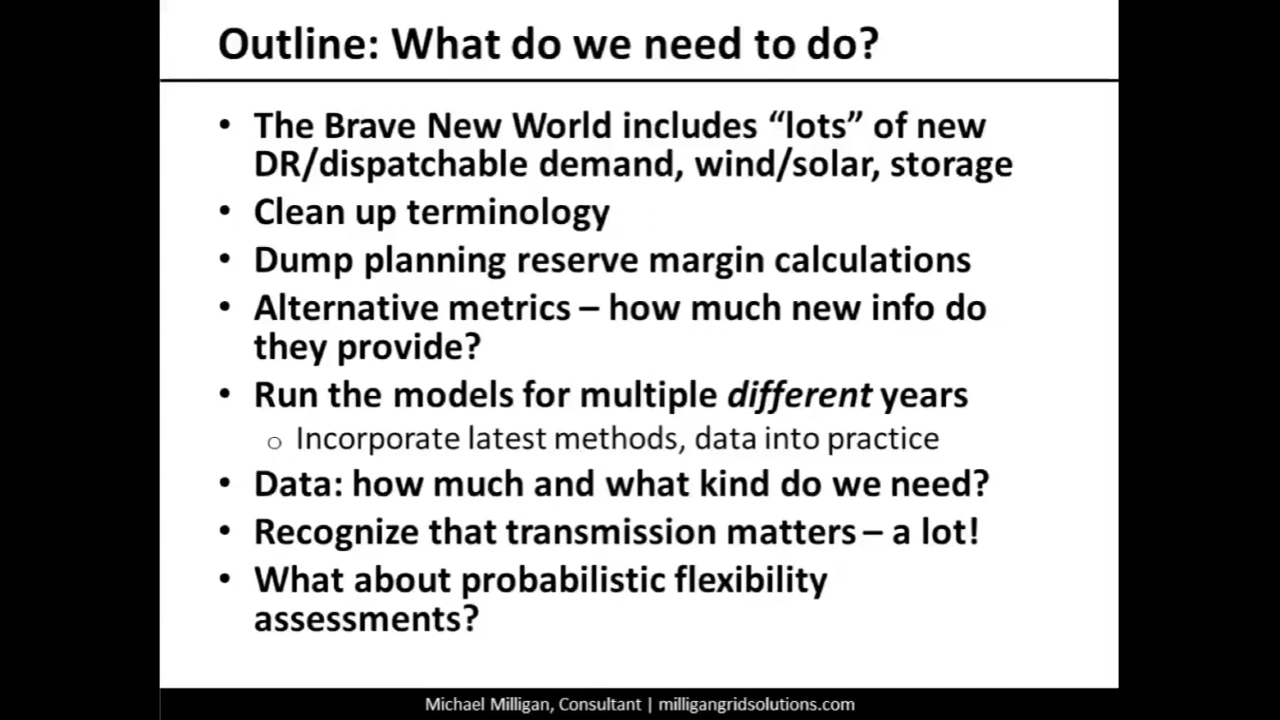 Outline: What do we need to do?
• The Brave New World includes “lots” of new
DR/dispatchable demand, wind/solar, storage
• Clean up terminology
• Dump planning reserve margin calculations
• Alternative metrics – how much new info do
they provide?
• Run the models for multiple different years
o Incorporate latest methods, data into practice
• Data: how much and what kind do we need?
• Recognize that transmission matters – a lot!
• What about probabilistic flexibility
assessments?
Michael Milligan, Consultant | milligangridsolutions.com